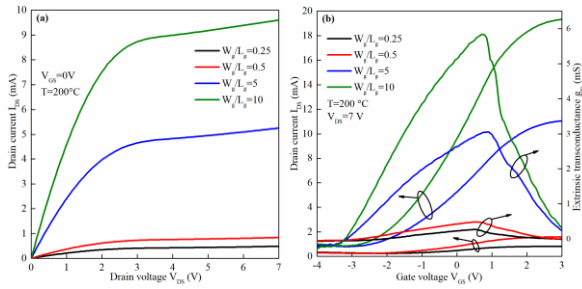 (a)
10
9
8
7
6
5
4
3
2
1
0
Drain current I_DS (mA)
W_g/L_g=0.25
W_g/L_g=0.5
W_g/L_g=5
W_g/L_g=10
V_GS=0V
T=200°C
0 1 2 3 4 5 6 7
Drain voltage V_DS (V)
(b)
20
18
16
14
12
10
8
6
4
2
0
Drain current I_DS (mA)
W_g/L_g=0.25
W_g/L_g=0.5
W_g/L_g=5
W_g/L_g=10
T=200 °C
V_DS=7 V
6
5
4
3
2
1
0
Extrinsic transconductance g_m (mS)
-4 -3 -2 -1 0 1 2 3
Gate voltage V_GS (V)